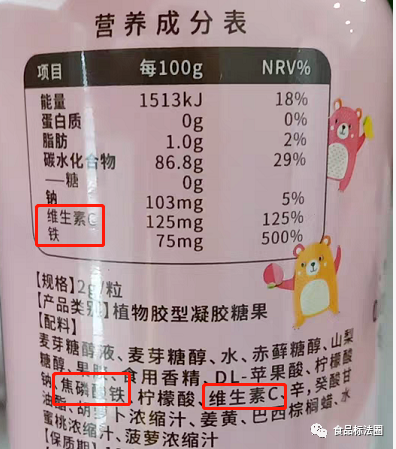 营养成分表
项目 每100g NRV%
能量 1513kJ 18%
蛋白质 0g 0%
脂肪 1.0g 2%
碳水化合物 86.8g 29%
—糖 0g
钠 103mg 5%
维生素C 125mg 125%
铁 75mg 500%
【规格】2g/粒
【产品类别】植物胶型凝胶糖果
【配料】
麦芽糖醇液、麦芽糖醇、水、赤藓糖醇、山梨
糖醇、果胶、食用香精、DL-苹果酸、柠檬酸
钠、焦磷酸铁、柠檬酸、维生素C、辛,癸酸甘
油酯、胡萝卜浓缩汁、姜黄、巴西棕榈蜡、水
蜜桃浓缩汁、菠萝浓缩汁
【保质期】
食品标法圈